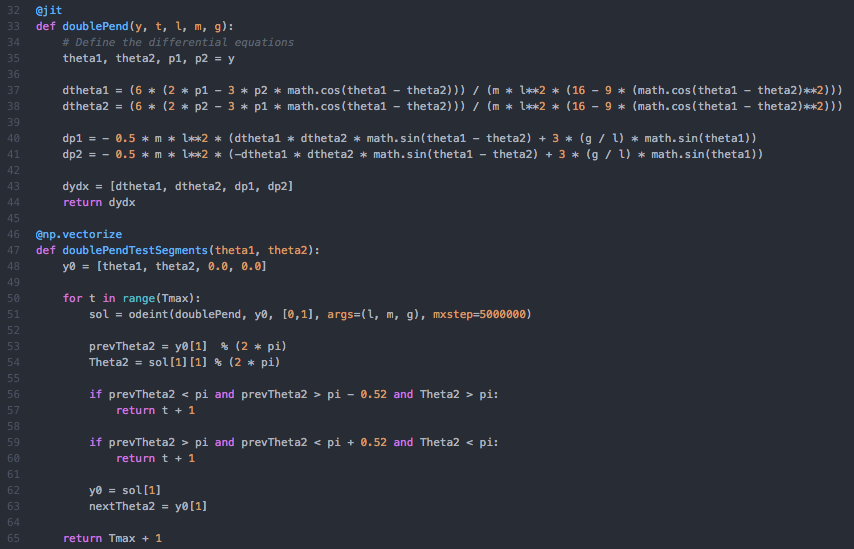 32 @jit
33 def doublePend(y, t, l, m, g):
34     # Define the differential equations
35     theta1, theta2, p1, p2 = y
36
37     dtheta1 = (6 * (2 * p1 - 3 * p2 * math.cos(theta1 - theta2))) / (m * l**2 * (16 - 9 * (math.cos(theta1 - theta2)**2)))
38     dtheta2 = (6 * (2 * p2 - 3 * p1 * math.cos(theta1 - theta2))) / (m * l**2 * (16 - 9 * (math.cos(theta1 - theta2)**2)))
39
40     dp1 = - 0.5 * m * l**2 * (dtheta1 * dtheta2 * math.sin(theta1 - theta2) + 3 * (g / l) * math.sin(theta1))
41     dp2 = - 0.5 * m * l**2 * (-dtheta1 * dtheta2 * math.sin(theta1 - theta2) + 3 * (g / l) * math.sin(theta1))
42
43     dydx = [dtheta1, dtheta2, dp1, dp2]
44     return dydx
45
46 @np.vectorize
47 def doublePendTestSegments(theta1, theta2):
48     y0 = [theta1, theta2, 0.0, 0.0]
49
50     for t in range(Tmax):
51         sol = odeint(doublePend, y0, [0,1], args=(l, m, g), mxstep=5000000)
52
53         prevTheta2 = y0[1]  % (2 * pi)
54         Theta2 = sol[1][1] % (2 * pi)
55
56         if prevTheta2 < pi and prevTheta2 > pi - 0.52 and Theta2 > pi:
57             return t + 1
58
59         if prevTheta2 > pi and prevTheta2 < pi + 0.52 and Theta2 < pi:
60             return t + 1
61
62         y0 = sol[1]
63         nextTheta2 = y0[1]
64
65     return Tmax + 1